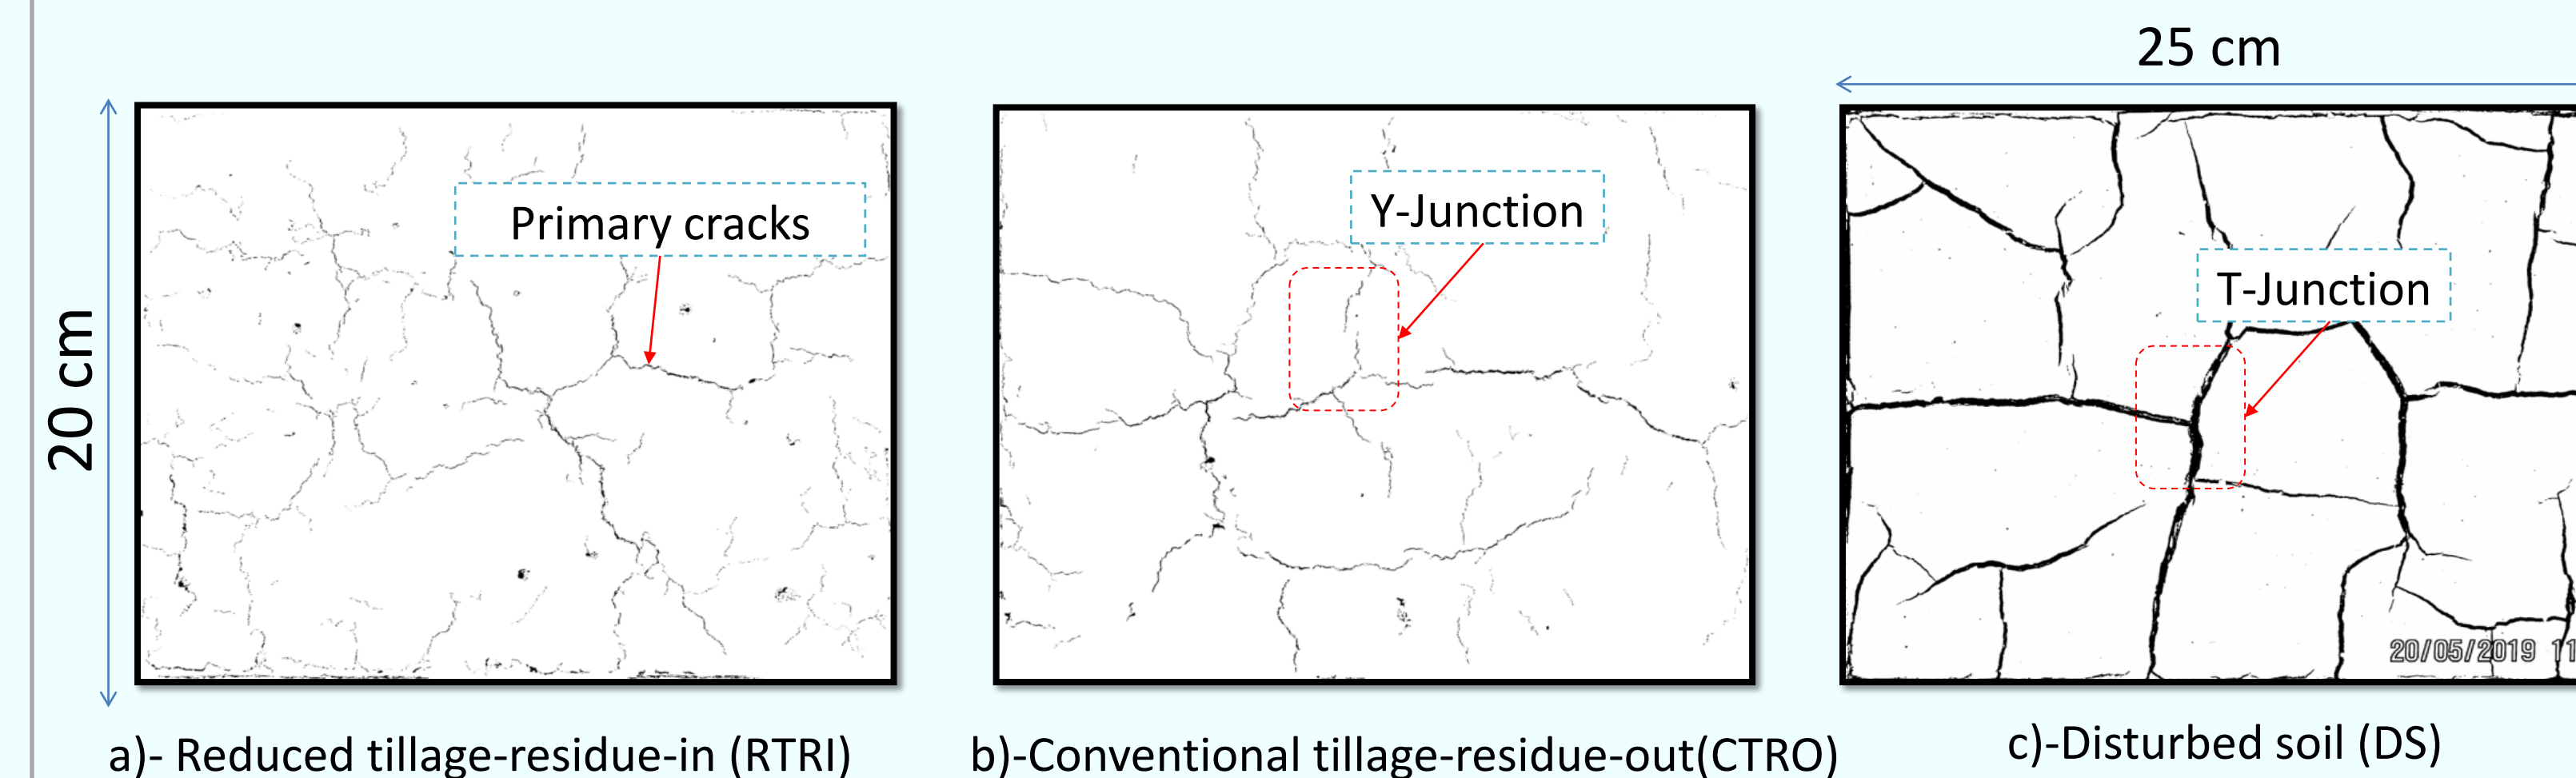 25 cm
20 cm
Primary cracks
Y-Junction
T-Junction
20/05/2019 11
a)- Reduced tillage-residue-in (RTRI)
b)-Conventional tillage-residue-out(CTRO)
c)-Disturbed soil (DS)